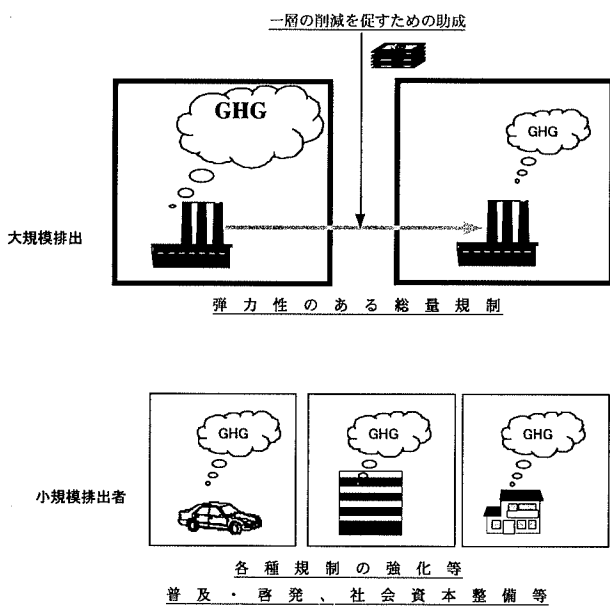 一層の削減を促すための助成
GHG
GHG
大規模排出
弾力性のある総量規制
GHG
GHG
GHG
小規模排出者
各種規制の強化等
普及・啓発、社会資本整備等